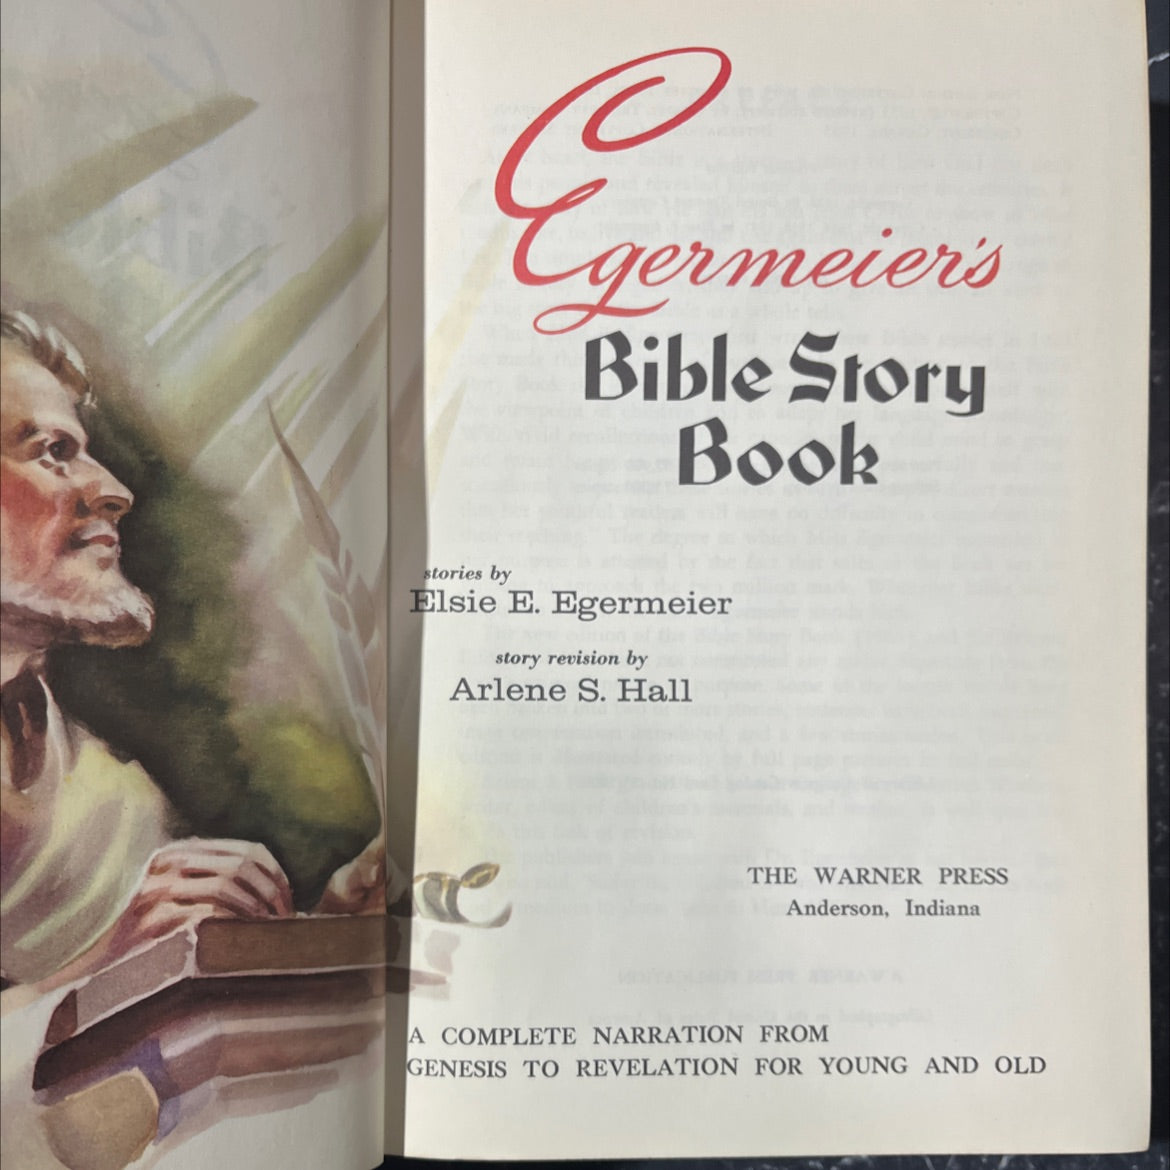 Egermeier's
Bible Story
Book
stories by
Elsie E. Egermeier
story revision by
Arlene S. Hall
THE WARNER PRESS
Anderson, Indiana
A COMPLETE NARRATION FROM
GENESIS TO REVELATION FOR YOUNG AND OLD